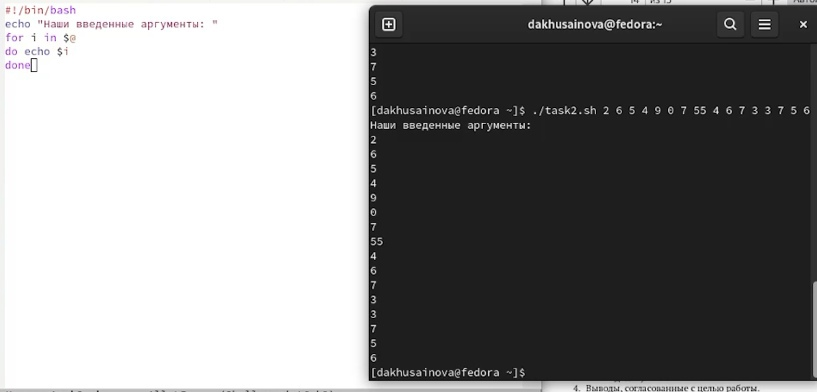 #!/bin/bash
echo "Наши введенные аргументы: "
for i in $@
do echo $i
done
dakhusainova@fedora:~
3
7
5
6
[dakhusainova@fedora ~]$ ./task2.sh 2 6 5 4 9 0 7 55 4 6 7 3 3 7 5 6
Наши введенные аргументы:
2
6
5
4
9
0
7
55
4
6
7
3
3
7
5
6
[dakhusainova@fedora ~]$
4. Выводы, согласованные с целью работы.